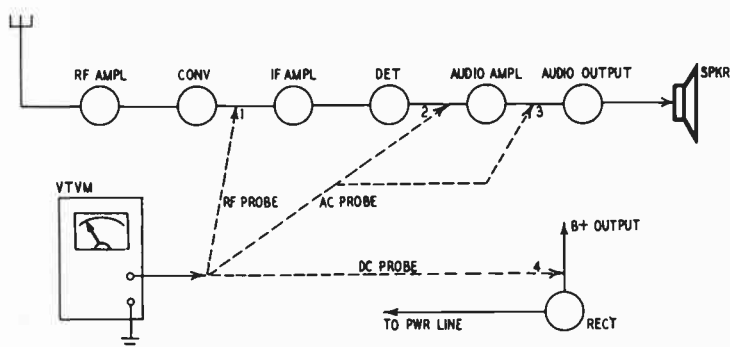 RF AMPL
CONV
IF AMPL
DET
AUDIO AMPL
AUDIO OUTPUT
SPKR
1
2
3
VTVM
RF PROBE
AC PROBE
B+ OUTPUT
DC PROBE
4
TO PWR LINE
RECT